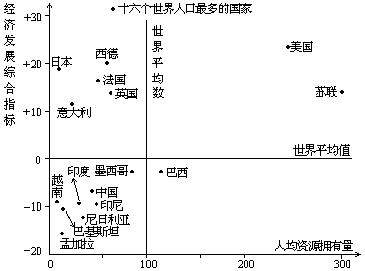 经济发展综合指标
十六个世界人口最多的国家
世界平均数
+30
+20
+10
0
−10
−20
日本
西德
法国
英国
意大利
美国
苏联
世界平均值
越南
印度
墨西哥
巴西
中国
印尼
尼日利亚
巴基斯坦
孟加拉
人均资源拥有量
0
100
200
300